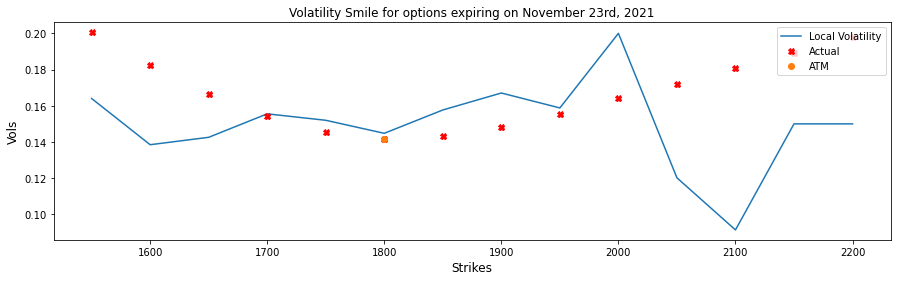 Volatility Smile for options expiring on November 23rd, 2021
Local Volatility
Actual
ATM
Vols
0.20
0.18
0.16
0.14
0.12
0.10
1600
1700
1800
1900
2000
2100
2200
Strikes